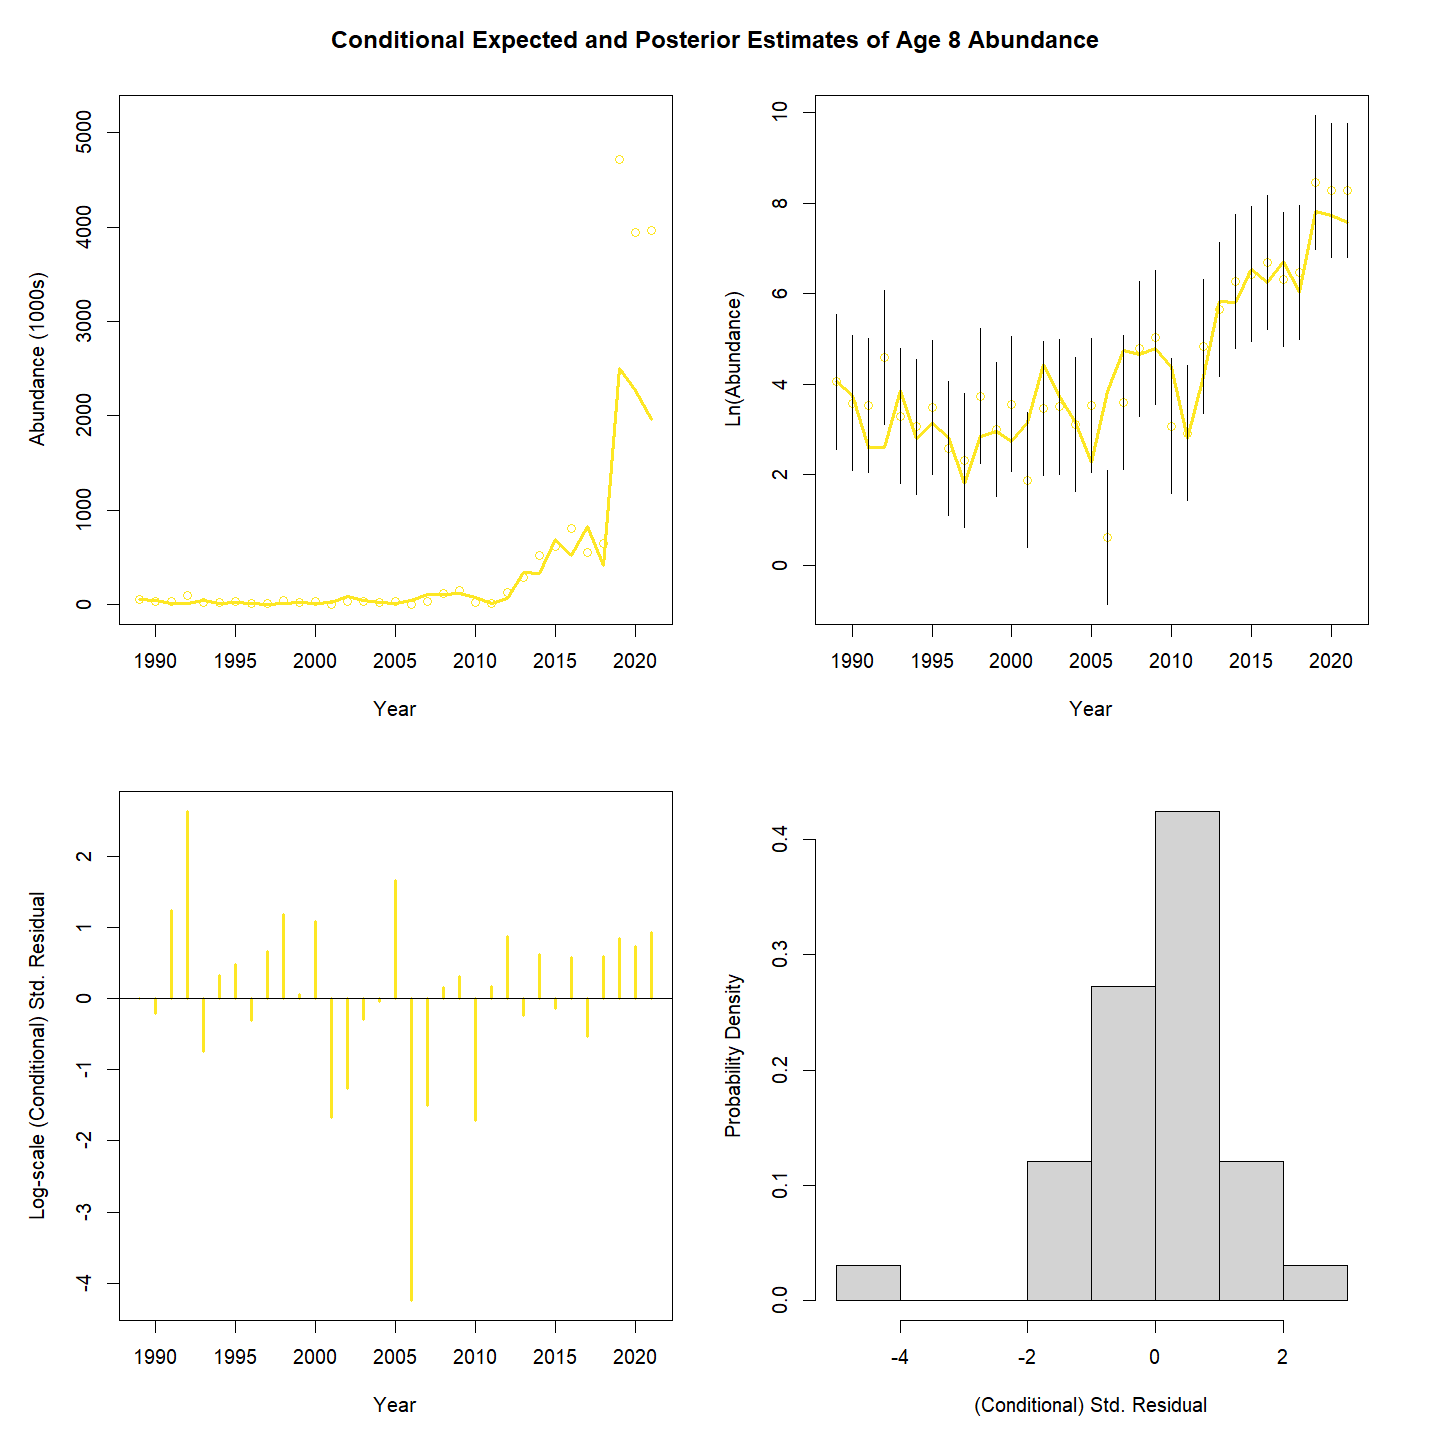 Conditional Expected and Posterior Estimates of Age 8 Abundance
Abundance (1000s)
5000
4000
3000
2000
1000
0
1990 1995 2000 2005 2010 2015 2020
Year
Ln(Abundance)
10
8
6
4
2
0
1990 1995 2000 2005 2010 2015 2020
Year
Log-scale (Conditional) Std. Residual
2
1
0
-1
-2
-3
-4
1990 1995 2000 2005 2010 2015 2020
Year
Probability Density
0.4
0.3
0.2
0.1
0.0
-4 -2 0 2
(Conditional) Std. Residual